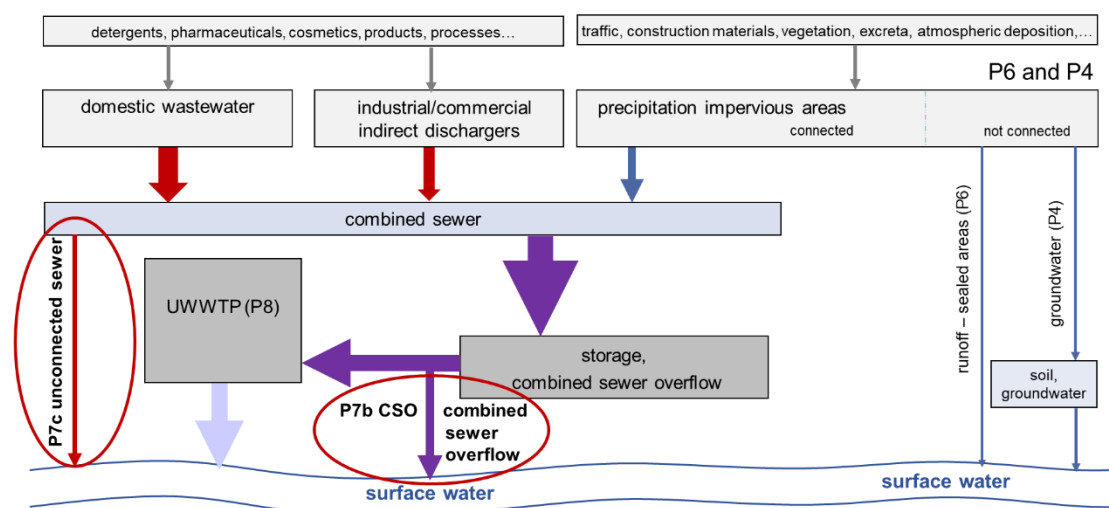 detergents, pharmaceuticals, cosmetics, products, processes…
traffic, construction materials, vegetation, excreta, atmospheric deposition,…
P6 and P4
domestic wastewater
industrial/commercial
indirect dischargers
precipitation impervious areas
connected
not connected
combined sewer
P7c unconnected sewer
UWWTP (P8)
storage,
combined sewer overflow
runoff – sealed areas (P6)
groundwater (P4)
soil,
groundwater
P7b CSO
combined
sewer
overflow
surface water
surface water